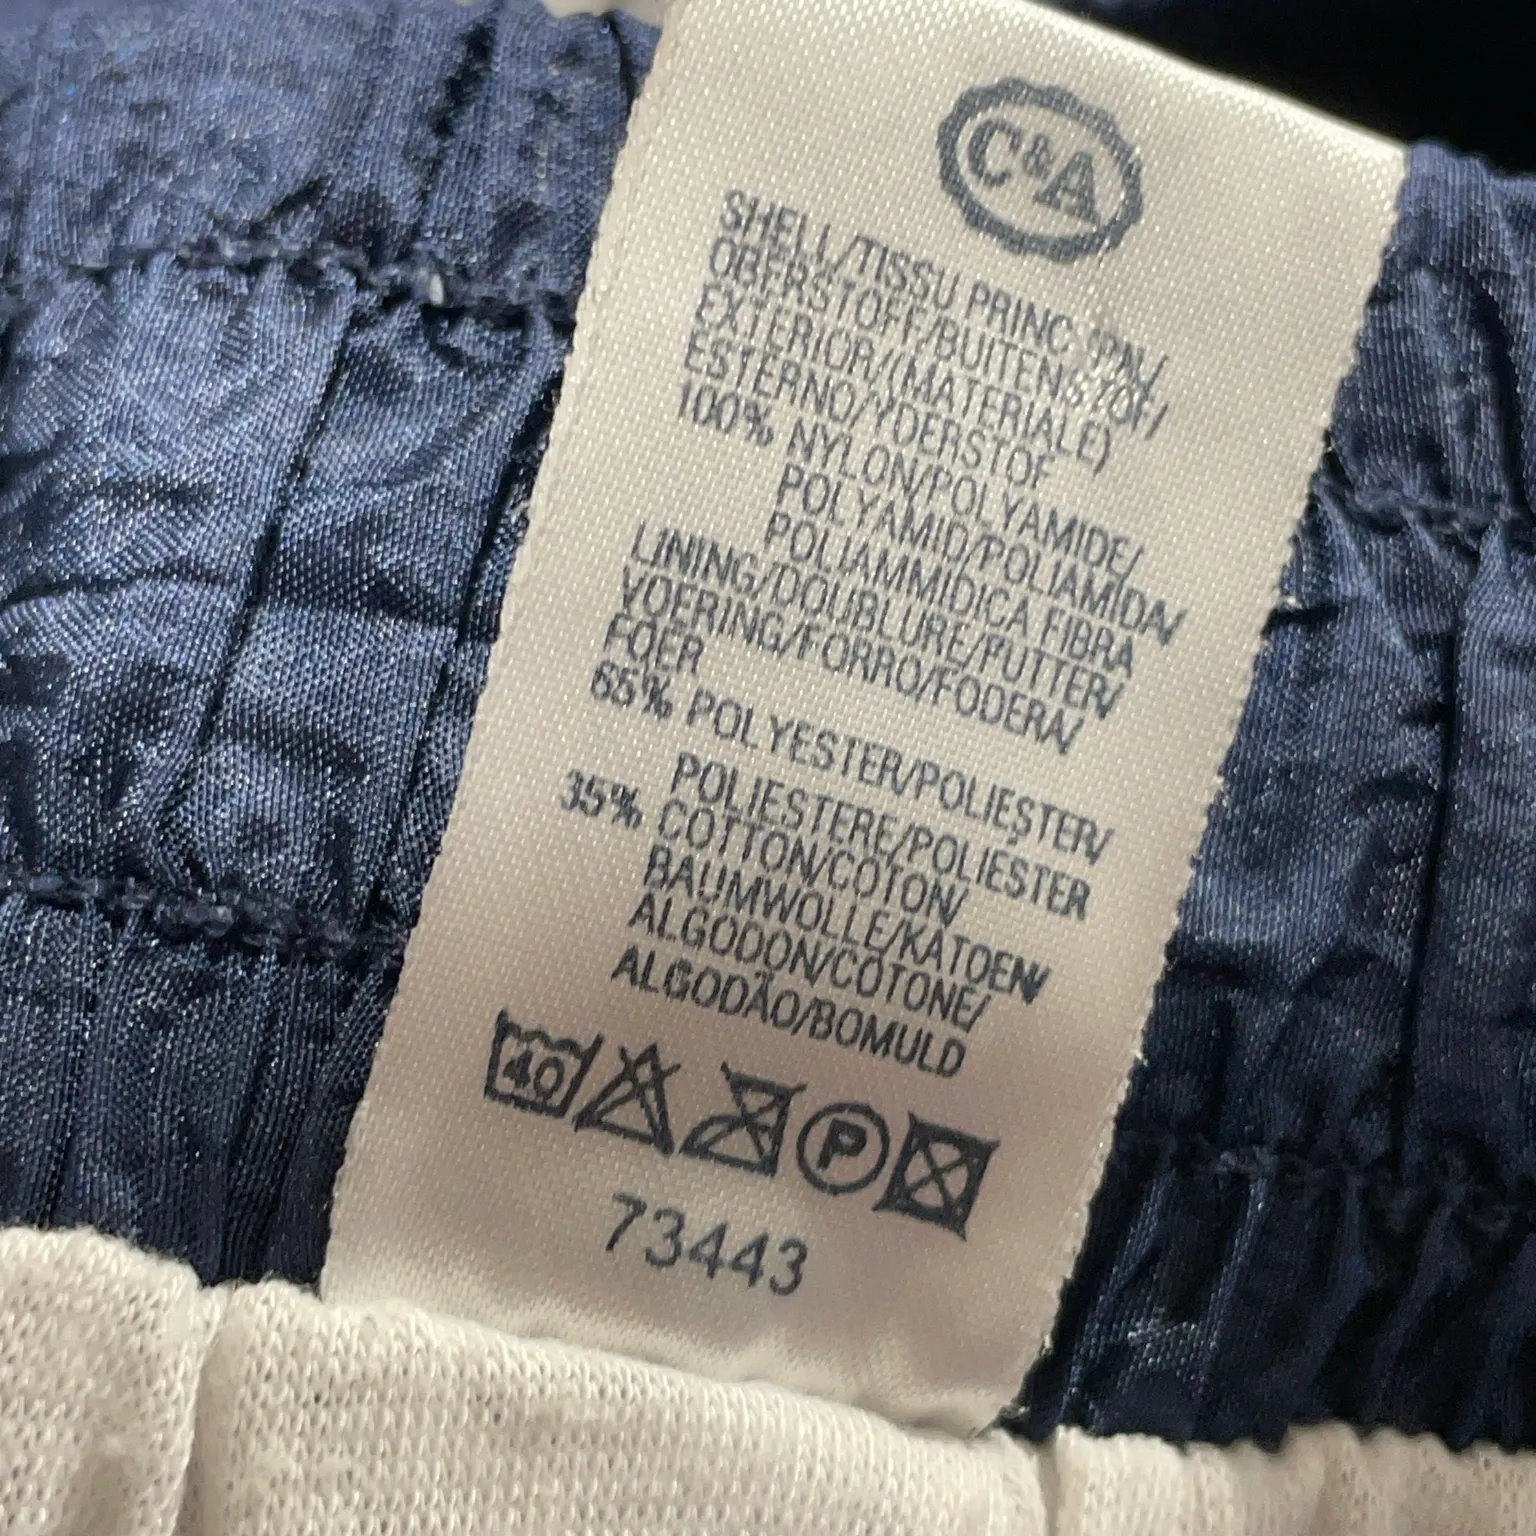 C&A
SHELL/TISSU PRINC
OBERSTOFF/BUITENSTOF/
EXTERIOR/(MATERIALE)
ESTERNO/YDERSTOF
100% NYLON/POLYAMIDE/
POLYAMID/POLIAMIDA/
POLIAMMIDICA FIBRA
LINING/DOUBLURE/FUTTER/
VOERING/FORRO/FODERA/
FOER
65% POLYESTER/POLIEŞTER/
POLIESTERE/POLIÉSTER
35% COTTON/COTON/
BAUMWOLLE/KATOEN/
ALGODON/COTONE/
ALGODÃO/BOMULD
40 P
73443